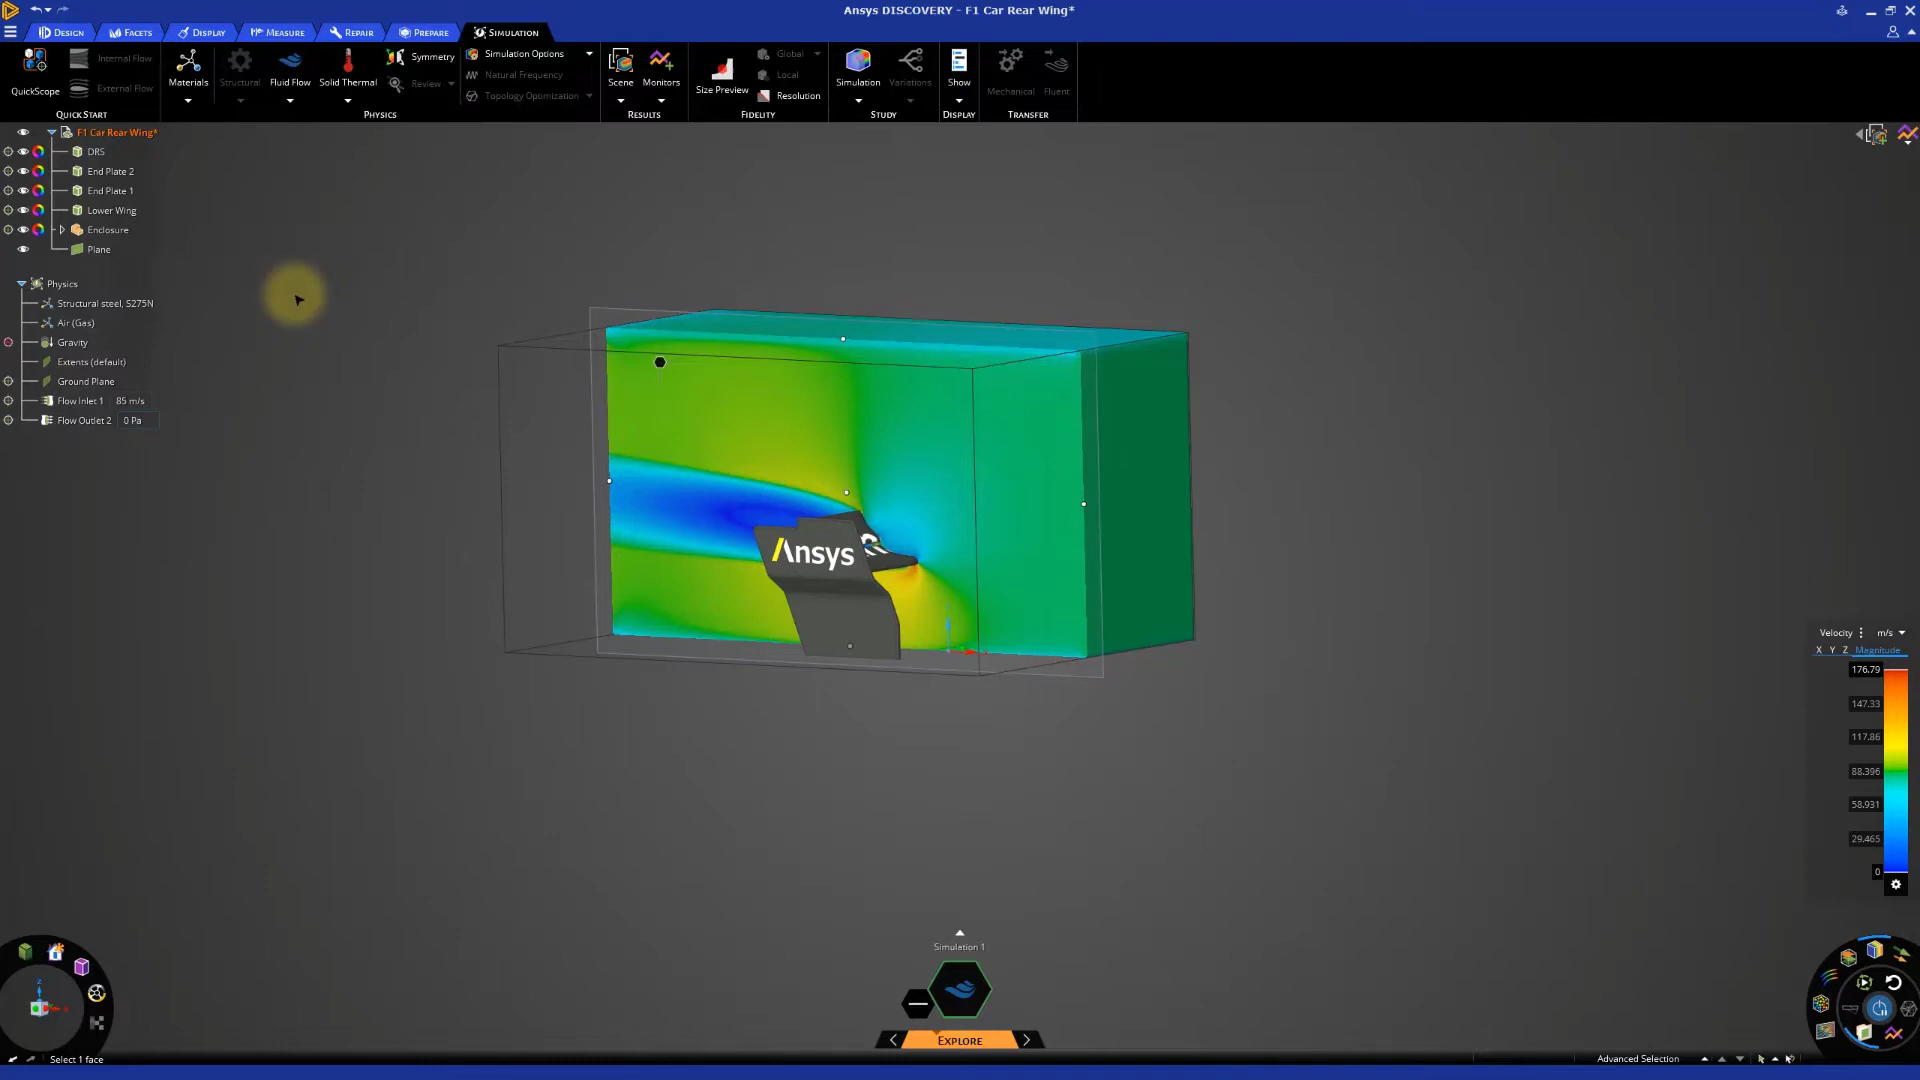 Ansys DISCOVERY - F1 Car Rear Wing*
DESIGN FACETS DISPLAY MEASURE REPAIR PREPARE SIMULATION
QuickScope Internal Flow External Flow
QUICK START
Materials Structural Fluid Flow Solid Thermal Symmetry Review
Simulation Options
Natural Frequency
Topology Optimization
PHYSICS
Scene Monitors
RESULTS
Size Preview Global Local Resolution
FIDELITY
Simulation Variations
STUDY
Show
DISPLAY
Mechanical Fluent
TRANSFER
F1 Car Rear Wing*
DRS
End Plate 2
End Plate 1
Lower Wing
Enclosure
Plane
Physics
Structural steel, S275N
Air (Gas)
Gravity
Extents (default)
Ground Plane
Flow Inlet 1 85 m/s
Flow Outlet 2 0 Pa
Ansys
Velocity m/s
X Y Z Magnitude
176.79
147.33
117.86
88.396
58.931
29.465
0
Simulation 1
EXPLORE
Select 1 face
Advanced Selection